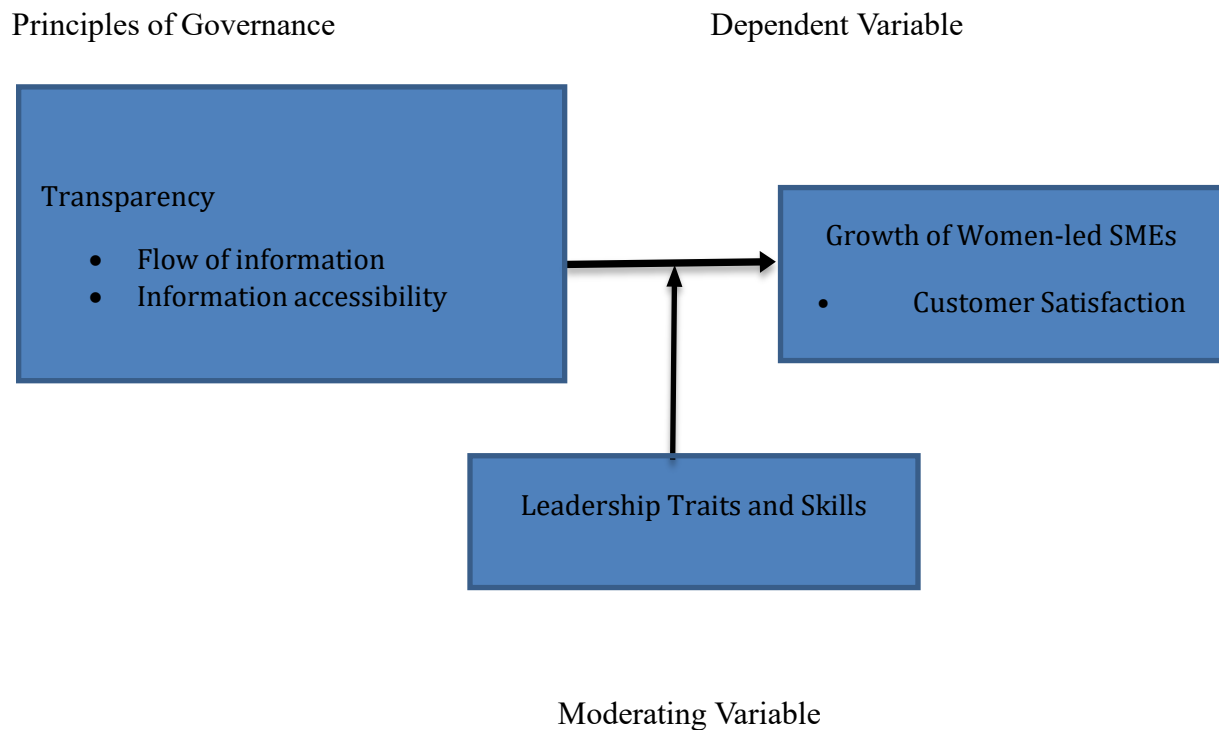 Principles of Governance
Dependent Variable
Transparency
• Flow of information
• Information accessibility
Growth of Women-led SMEs
• Customer Satisfaction
Leadership Traits and Skills
Moderating Variable